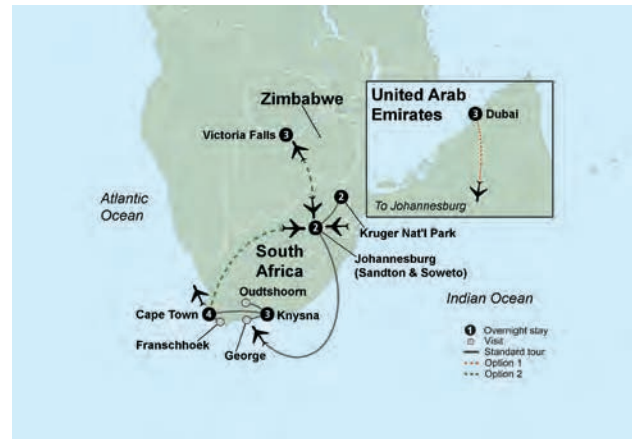 Zimbabwe
Victoria Falls
3
United Arab
Emirates
3
Dubai
To Johannesburg
Atlantic
Ocean
2
Kruger Nat'l Park
2
South
Africa
Johannesburg
(Sandton & Soweto)
Oudtshoorn
Cape Town
4
3
Knysna
Franschhoek
George
Indian Ocean
1 Overnight stay
Visit
Standard tour
Option 1
Option 2